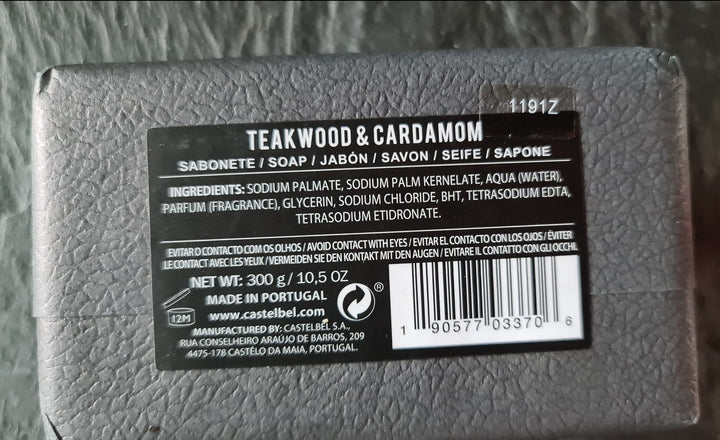 1191Z
TEAKWOOD & CARDAMOM
SABONETE / SOAP / JABÓN / SAVON / SEIFE / SAPONE
INGREDIENTS: SODIUM PALMATE, SODIUM PALM KERNELATE, AQUA (WATER),
PARFUM (FRAGRANCE), GLYCERIN, SODIUM CHLORIDE, BHT, TETRASODIUM EDTA,
TETRASODIUM ETIDRONATE.
EVITAR O CONTACTO COM OS OLHOS / AVOID CONTACT WITH EYES / EVITAR EL CONTACTO CON LOS OJOS / ÉVITER
LE CONTACT AVEC LES YEUX / VERMEIDEN SIE DEN KONTAKT MIT DEN AUGEN / EVITARE IL CONTATTO CON GLI OCCHI.
NET WT: 300 g / 10,5 OZ
MADE IN PORTUGAL
www.castelbel.com
12M
®
MANUFACTURED BY: CASTELBEL S.A.,
RUA CONSELHEIRO ARAÚJO DE BARROS, 209
4475-178 CASTÊLO DA MAIA, PORTUGAL.
1 90577 03370 6